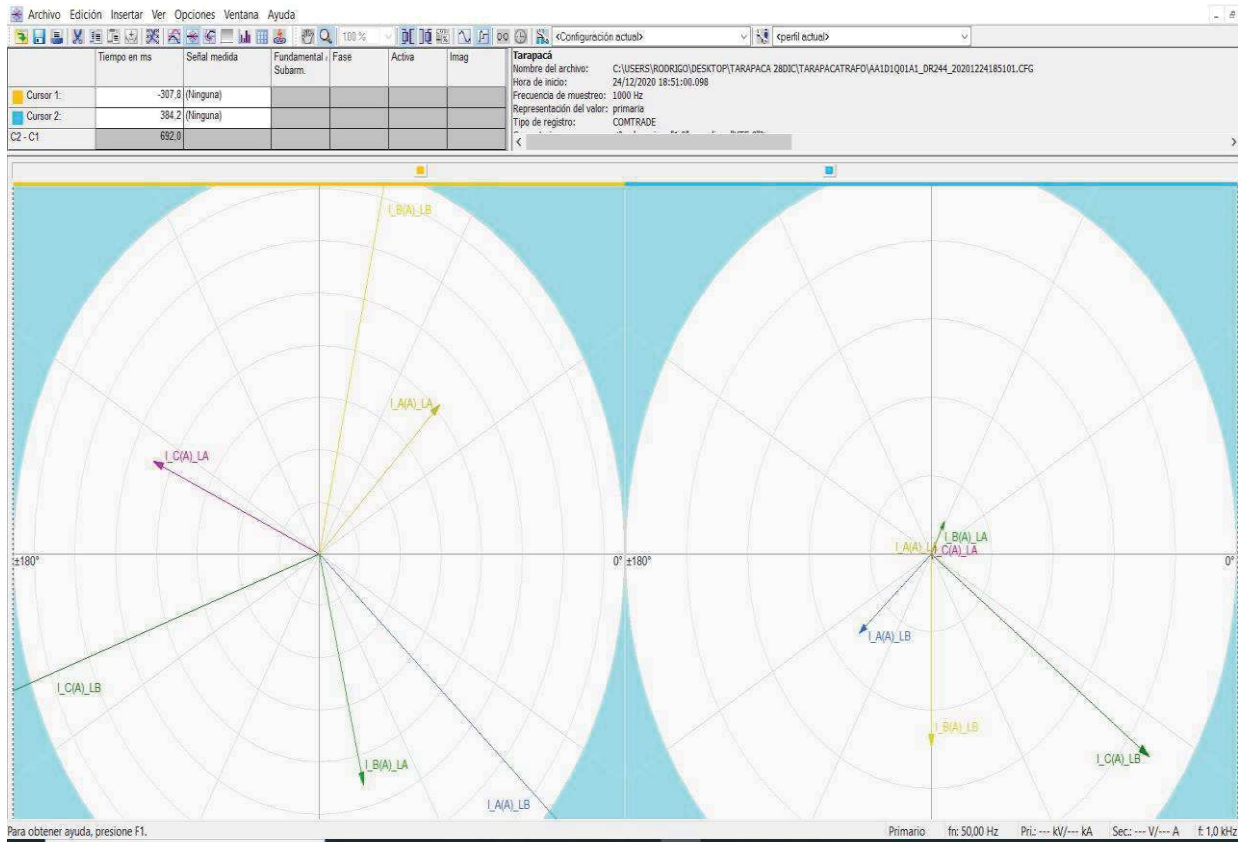 Archivo Edición Insertar Ver Opciones Ventana Ayuda
100 % <Configuración actual> <perfil actual>
Tiempo en ms Señal medida Fundamental Subarm. Fase Activa Imag
Cursor 1: -307,8 (Ninguna)
Cursor 2: 384,2 (Ninguna)
C2 - C1 692,0
Tarapacá
Nombre del archivo: C:\USERS\RODRIGO\DESKTOP\TARAPACA 28DIC\TARAPACATRAFO\AA1D1Q01A1_DR244_20201224185101.CFG
Hora de inicio: 24/12/2020 18:51:00.098
Frecuencia de muestreo: 1000 Hz
Representación del valor: primaria
Tipo de registro: COMTRADE
I_B(A)_LB
I_A(A)_LA
I_C(A)_LA
±180° 0°
I_C(A)_LB
I_B(A)_LA
I_A(A)_LB
I_B(A)_LA
I_A(A)_LA I_C(A)_LA
±180° 0°
I_A(A)_LB
I_B(A)_LB
I_C(A)_LB
Para obtener ayuda, presione F1. Primario fn: 50,00 Hz Pri.: --- kV/--- kA Sec.: --- V/--- A f: 1,0 kHz